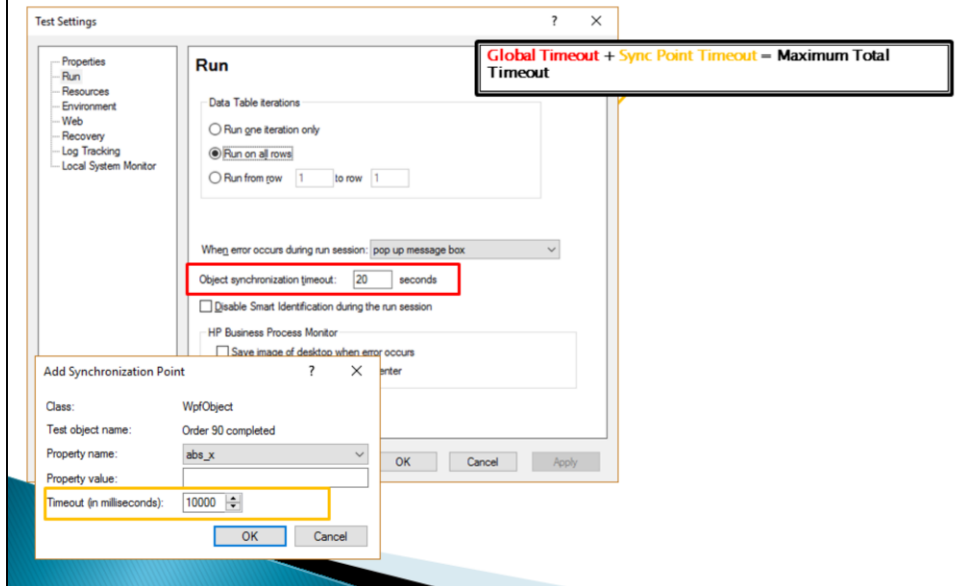 Test Settings
?
Global Timeout + Sync Point Timeout = Maximum Total
Timeout
Properties
Run
Resources
Environment
Web
Recovery
Log Tracking
Local System Monitor
Run
Data Table iterations
Run one iteration only
Run on all rows
Run from row 1 to row 1
When error occurs during run session: pop up message box
Object synchronization timeout: 20 seconds
Disable Smart Identification during the run session
HP Business Process Monitor
Save image of desktop when error occurs
enter
OK Cancel Apply
Add Synchronization Point ?
Class: WpfObject
Test object name: Order 90 completed
Property name: abs_x
Property value:
Timeout (in milliseconds): 10000
OK Cancel